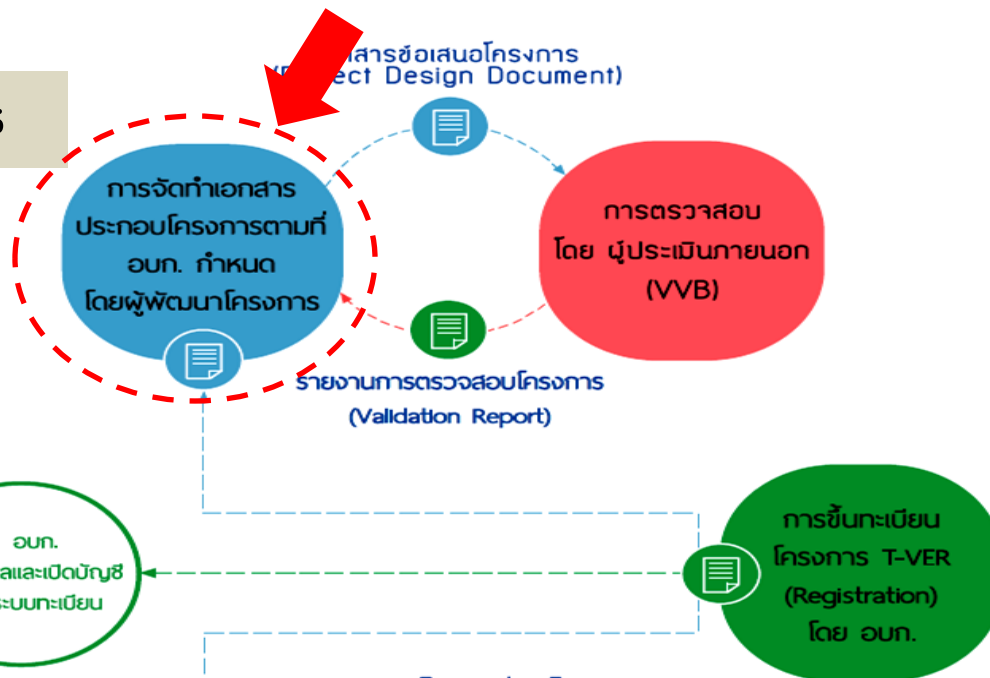 สารข้อเสนอโครงการ
ect Design Document)
การจัดทำเอกสาร
ประกอบโครงการตามที่
อบก. กำหนด
โดยผู้พัฒนาโครงการ
การตรวจสอบ
โดย ผู้ประเมินภายนอก
(VVB)
รายงานการตรวจสอบโครงการ
(Validation Report)
อบก.
ลและเปิดบัญชี
ระบบทะเบียน
การขึ้นทะเบียน
โครงการ T-VER
(Registration)
โดย อบก.